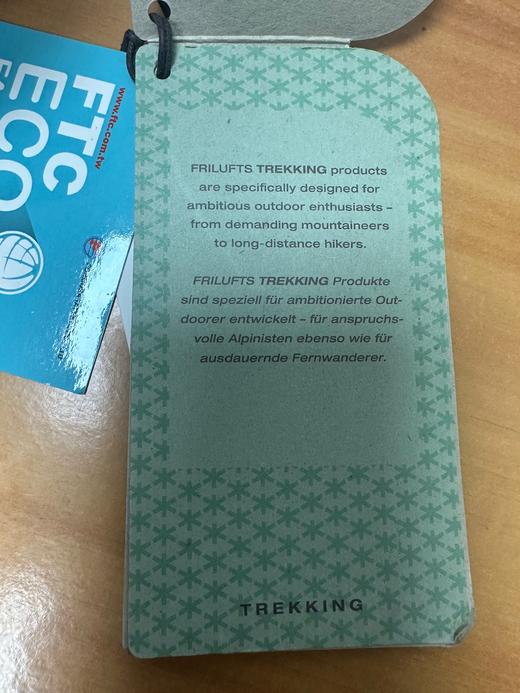 FTC
ECO
www.ftc.com.tw
FRILUFTS TREKKING products
are specifically designed for
ambitious outdoor enthusiasts –
from demanding mountaineers
to long-distance hikers.
FRILUFTS TREKKING Produkte
sind speziell für ambitionierte Out-
doorer entwickelt – für anspruchs-
volle Alpinisten ebenso wie für
ausdauernde Fernwanderer.
TREKKING